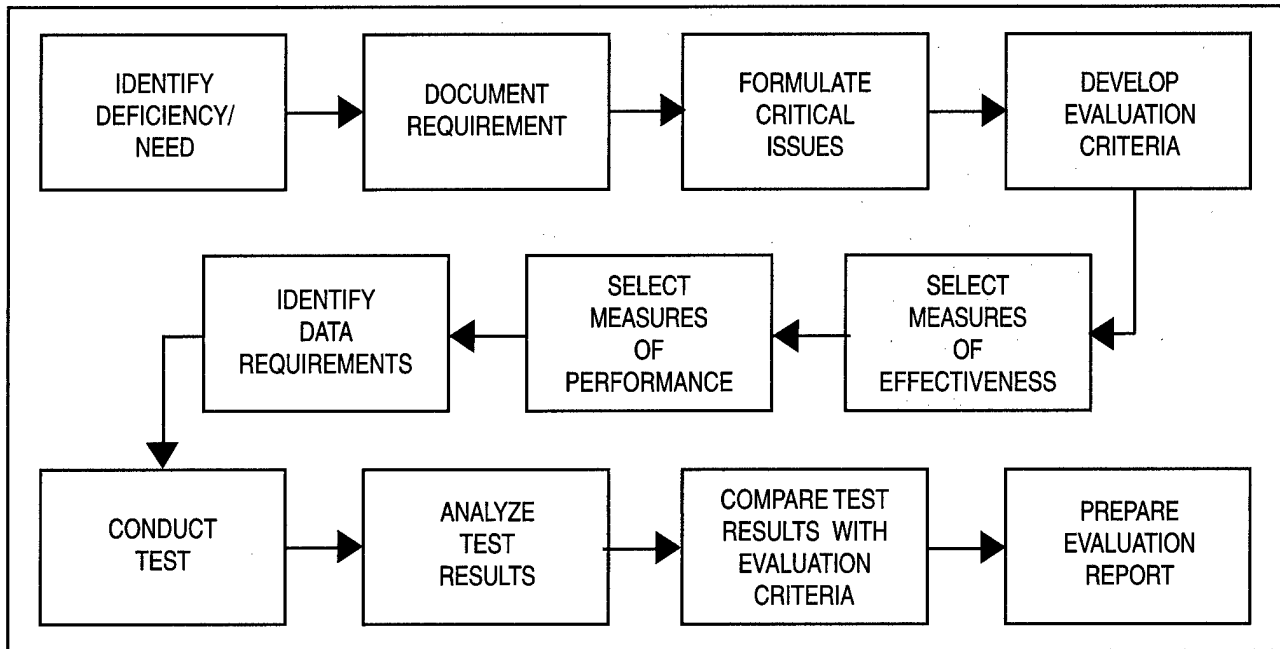 IDENTIFY
DEFICIENCY/
NEED
DOCUMENT
REQUIREMENT
FORMULATE
CRITICAL
ISSUES
DEVELOP
EVALUATION
CRITERIA
SELECT
MEASURES
OF
EFFECTIVENESS
SELECT
MEASURES
OF
PERFORMANCE
IDENTIFY
DATA
REQUIREMENTS
CONDUCT
TEST
ANALYZE
TEST
RESULTS
COMPARE TEST
RESULTS WITH
EVALUATION
CRITERIA
PREPARE
EVALUATION
REPORT